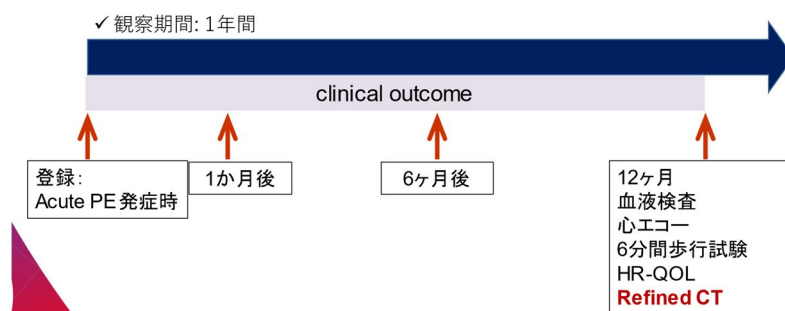 ✓ 観察期間: 1年間
clinical outcome
登録:
Acute PE 発症時
1か月後
6ヶ月後
12ヶ月
血液検査
心エコー
6分間歩行試験
HR-QOL
Refined CT